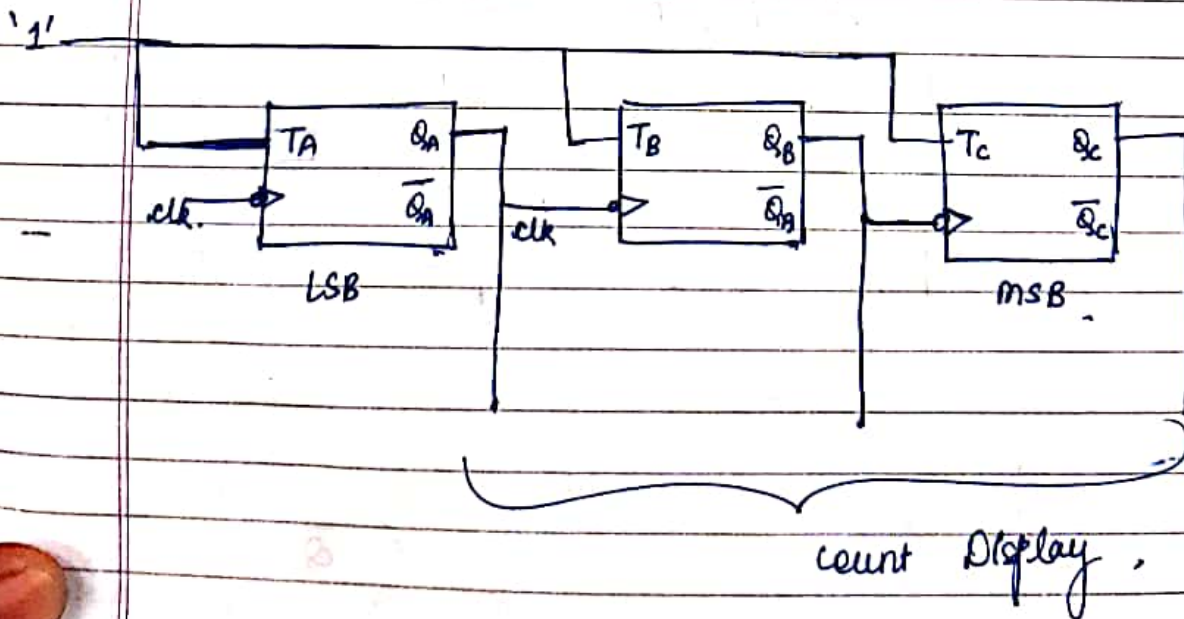 '1'
TA QA TB QB TC QC
clk. Q̅A clk Q̅A Q̅C
LSB MSB
count Display.